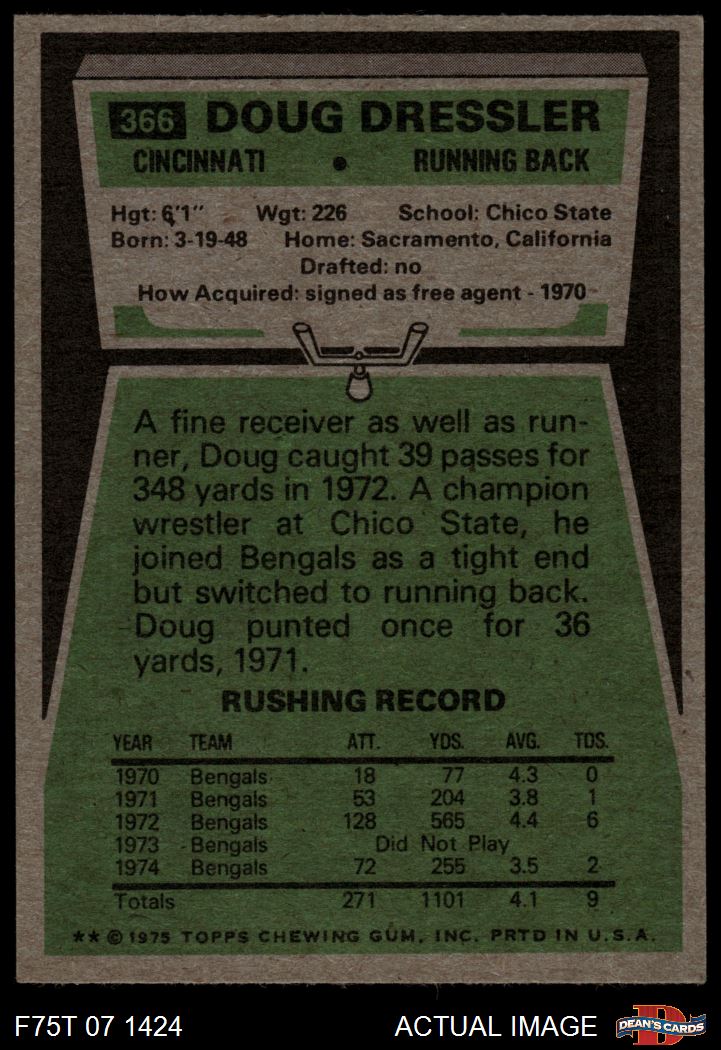 366 DOUG DRESSLER
CINCINNATI • RUNNING BACK
Hgt: 6'1" Wgt: 226 School: Chico State
Born: 3-19-48 Home: Sacramento, California
Drafted: no
How Acquired: signed as free agent - 1970
A fine receiver as well as run-
ner, Doug caught 39 passes for
348 yards in 1972. A champion
wrestler at Chico State, he
joined Bengals as a tight end
but switched to running back.
Doug punted once for 36
yards, 1971.
RUSHING RECORD
YEAR TEAM ATT. YDS. AVG. TDS.
1970 Bengals 18 77 4.3 0
1971 Bengals 53 204 3.8 1
1972 Bengals 128 565 4.4 6
1973 Bengals Did Not Play
1974 Bengals 72 255 3.5 2
Totals 271 1101 4.1 9
** © 1975 TOPPS CHEWING GUM, INC. PRTD IN U.S.A.
F75T 07 1424 ACTUAL IMAGE D DEAN'S CARDS